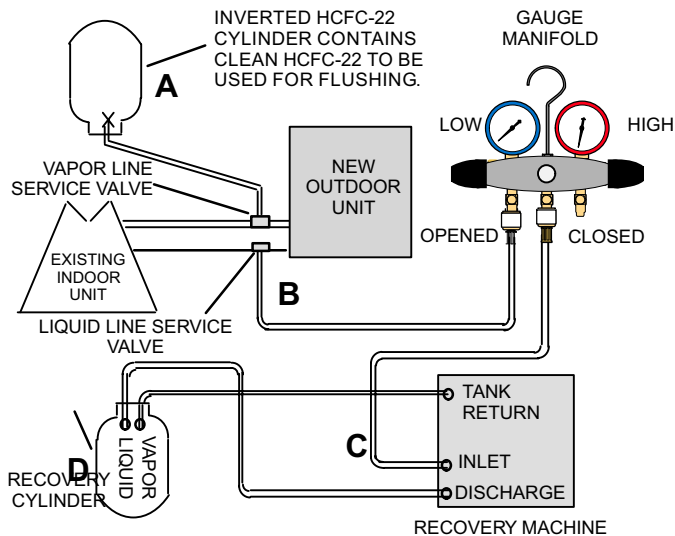 INVERTED HCFC-22
CYLINDER CONTAINS
CLEAN HCFC-22 TO BE
USED FOR FLUSHING.
A
GAUGE
MANIFOLD
LOW
HIGH
VAPOR LINE
SERVICE VALVE
NEW
OUTDOOR
UNIT
OPENED
CLOSED
EXISTING
INDOOR
UNIT
B
LIQUID LINE SERVICE
VALVE
TANK
RETURN
C
INLET
DISCHARGE
D
RECOVERY
CYLINDER
LIQUID
VAPOR
RECOVERY MACHINE